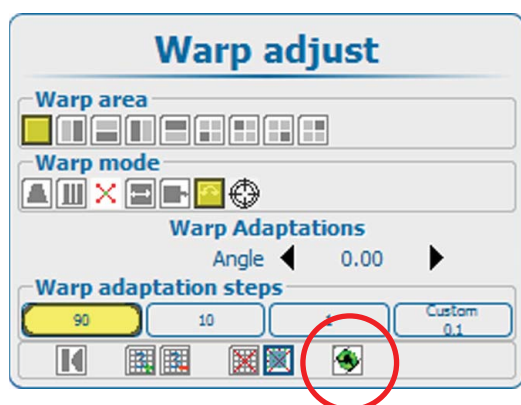 Warp adjust
Warp area
Warp mode
Warp Adaptations
Angle 0.00
Warp adaptation steps
90 10 1 Custom
0.1